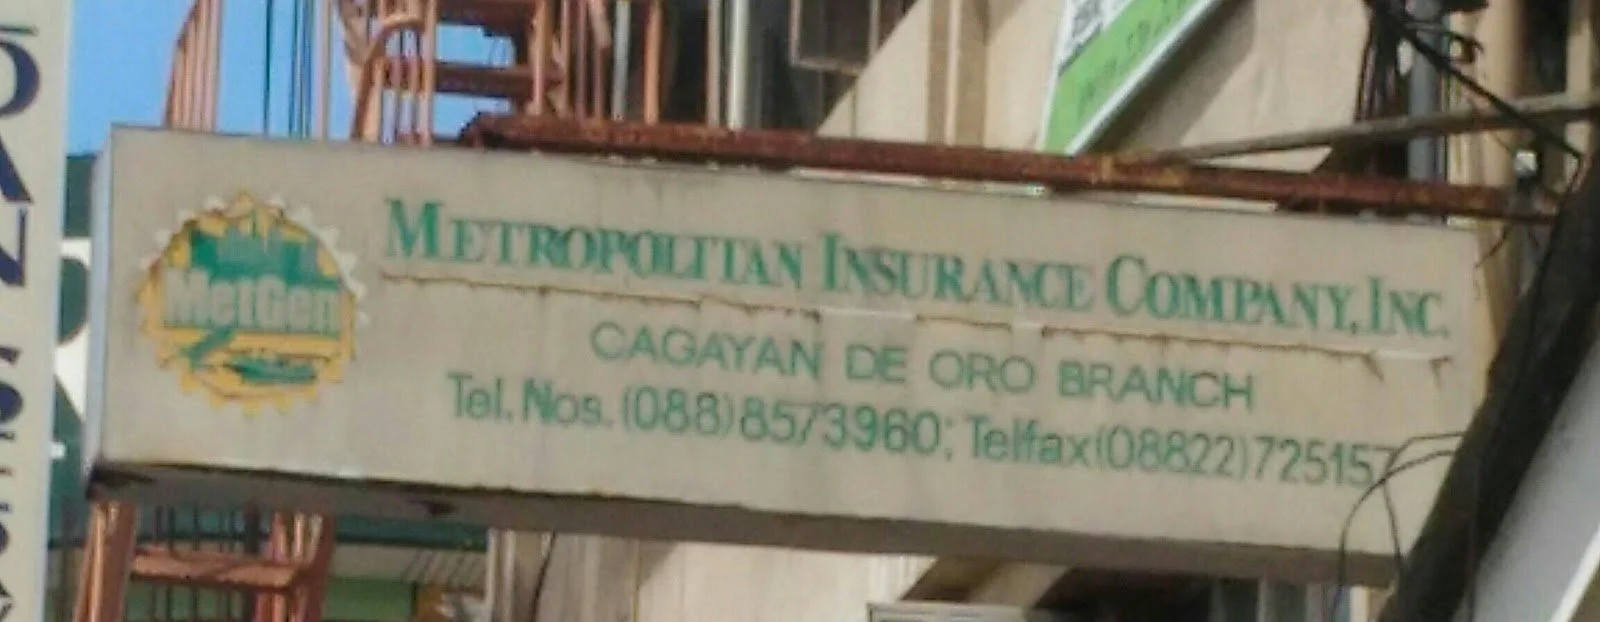 MetGen
METROPOLITAN INSURANCE COMPANY, INC.
CAGAYAN DE ORO BRANCH
Tel. Nos. (088)8573960; Telfax(08822)725157